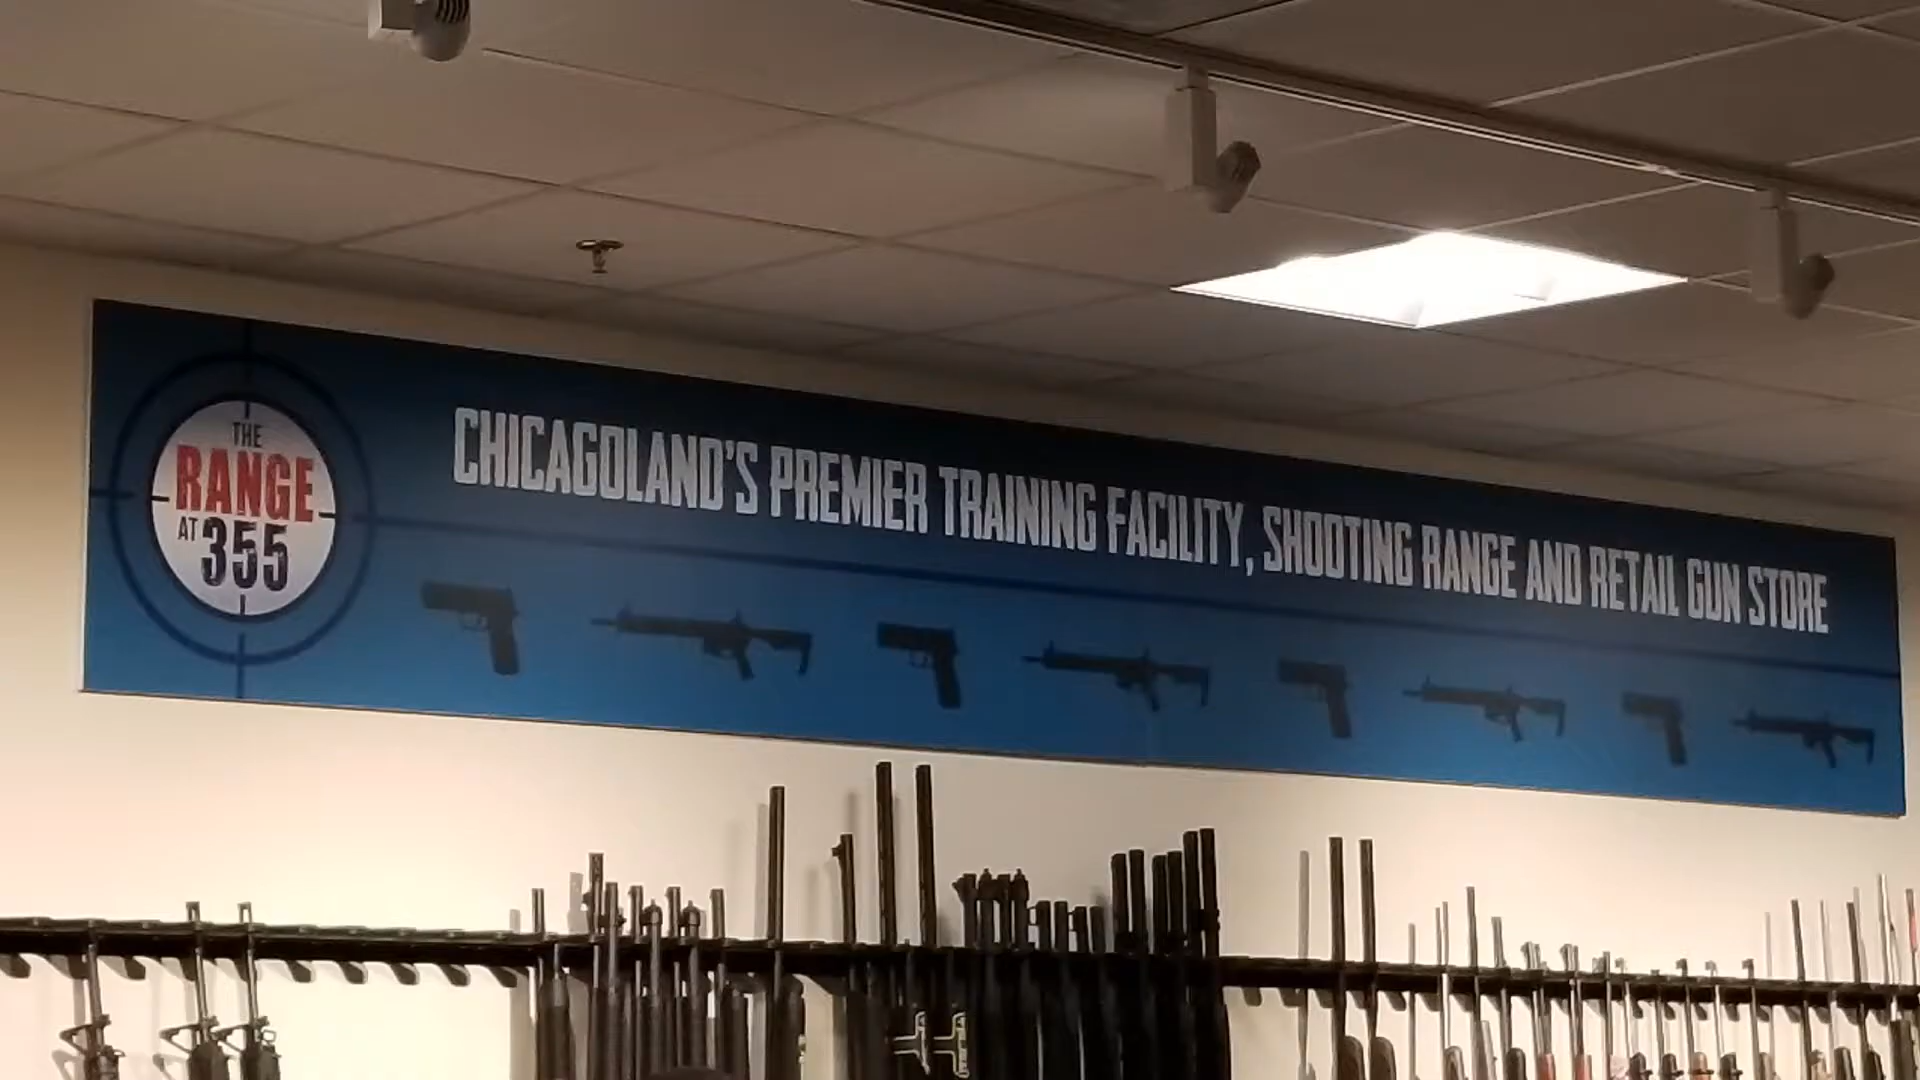 THE
RANGE
AT 355
CHICAGOLAND'S PREMIER TRAINING FACILITY, SHOOTING RANGE AND RETAIL GUN STORE